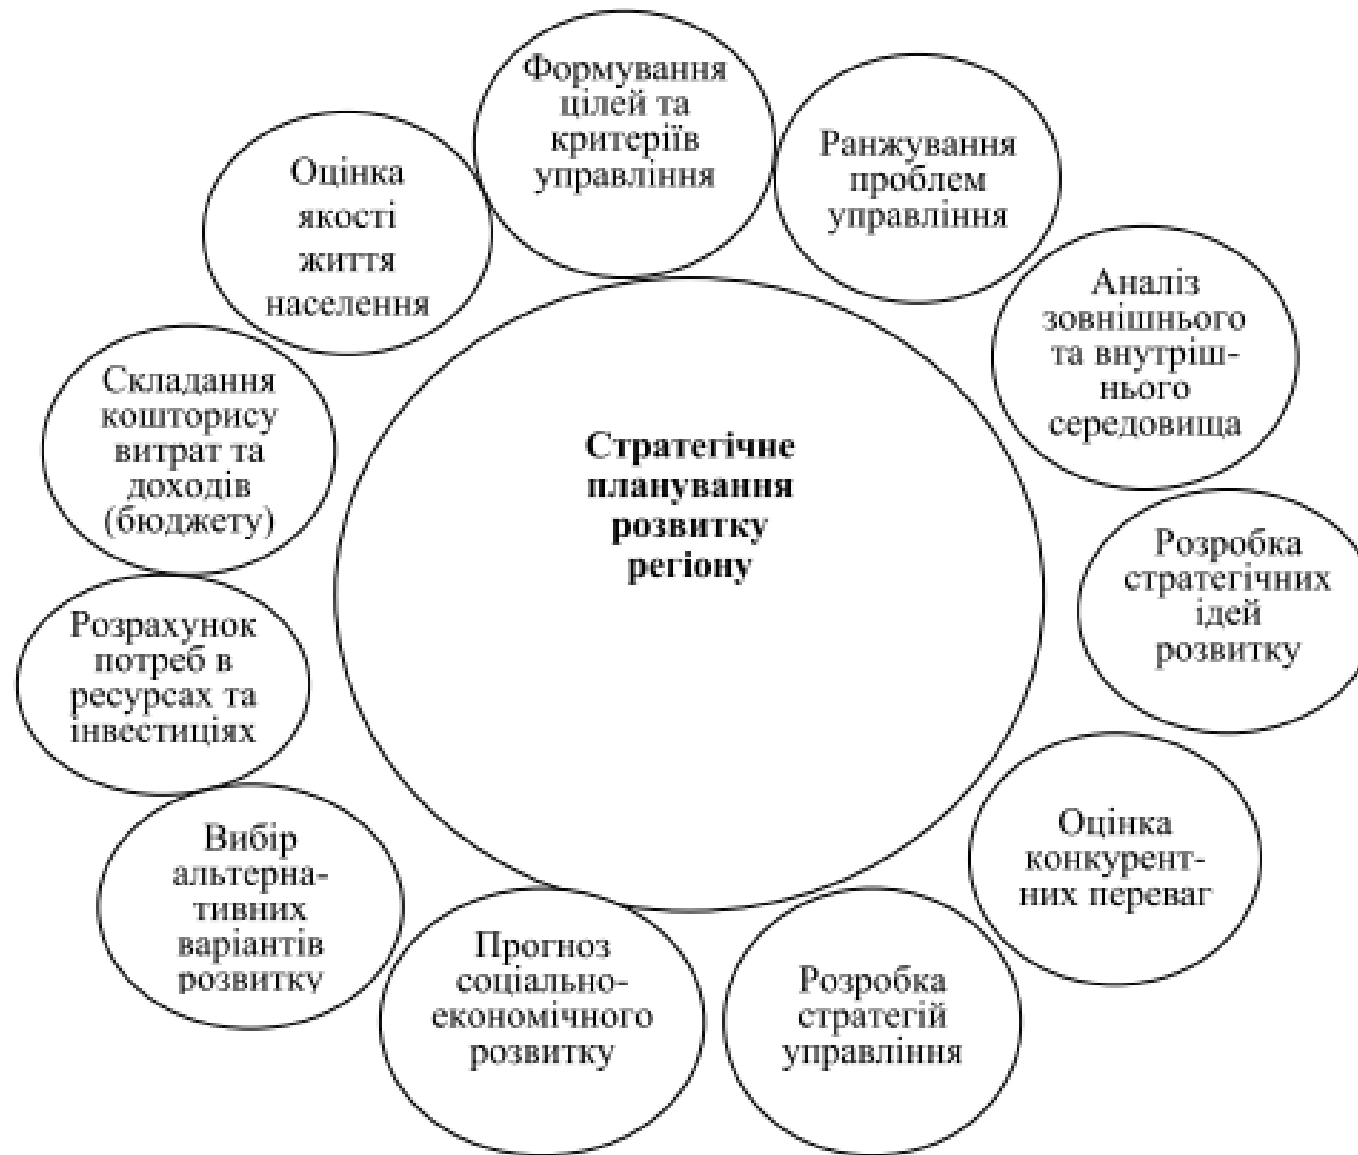 Формування
цілей та
критеріїв
управління
Ранжування
проблем
управління
Аналіз
зовнішнього
та внутріш-
нього
середовища
Розробка
стратегічних
ідей
розвитку
Оцінка
конкурент-
них переваг
Розробка
стратегій
управління
Прогноз
соціально-
економічного
розвитку
Вибір
альтерна-
тивних
варіантів
розвитку
Розрахунок
потреб в
ресурсах та
інвестиціях
Складання
кошторису
витрат та
доходів
(бюджету)
Оцінка
якості
життя
населення
Стратегічне
планування
розвитку
регіону